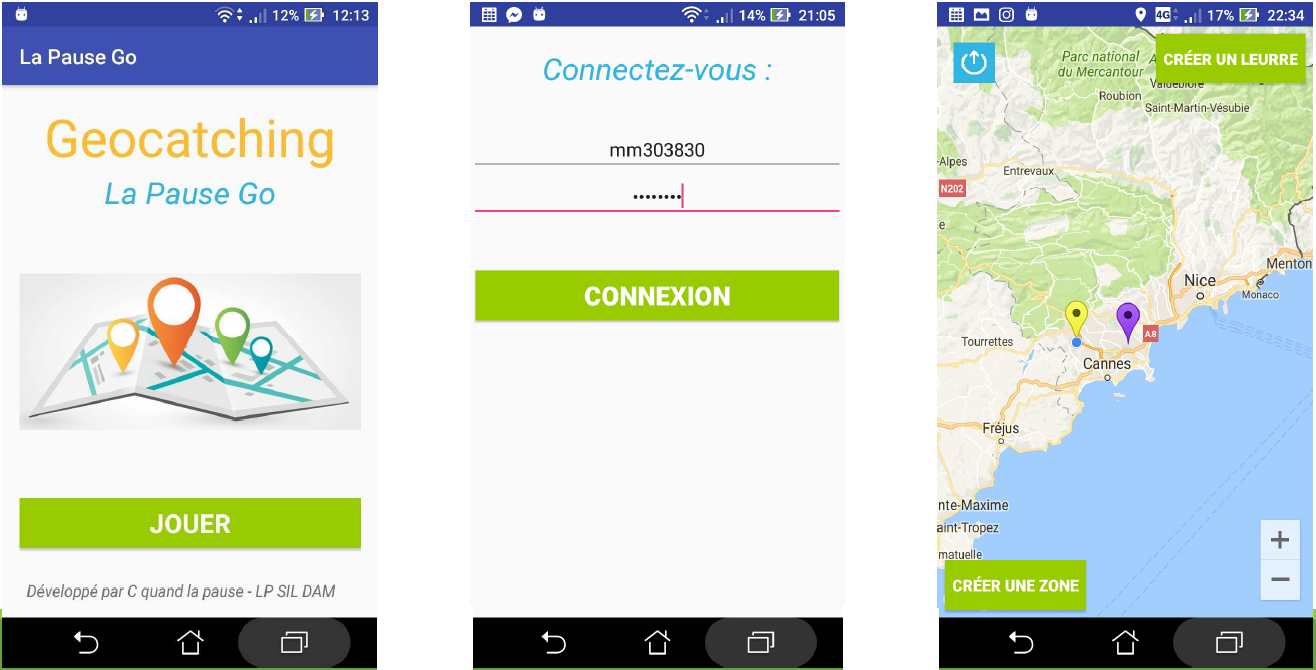 12% 12:13
La Pause Go
Geocatching
La Pause Go
JOUER
Développé par C quand la pause - LP SIL DAM
14% 21:05
Connectez-vous :
mm303830
••••••••
CONNEXION
4G 17% 22:34
CRÉER UN LEURRE
Parc national
du Mercantour
Valdeblore
Roubion
Saint-Martin-Vésubie
-Alpes
Entrevaux
N202
e
Menton
Nice
Monaco
A8
Tourrettes
Cannes
Fréjus
nte-Maxime
aint-Tropez
matuelle
CRÉER UNE ZONE
+
−